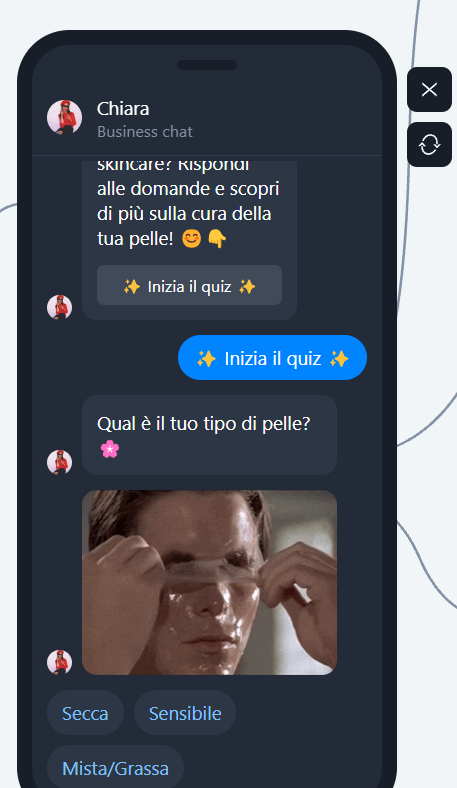 Chiara
Business chat
skincare? Rispondi
alle domande e scopri
di più sulla cura della
tua pelle! 😊👇
✨ Inizia il quiz ✨
✨ Inizia il quiz ✨
Qual è il tuo tipo di pelle?
🌸
Secca
Sensibile
Mista/Grassa